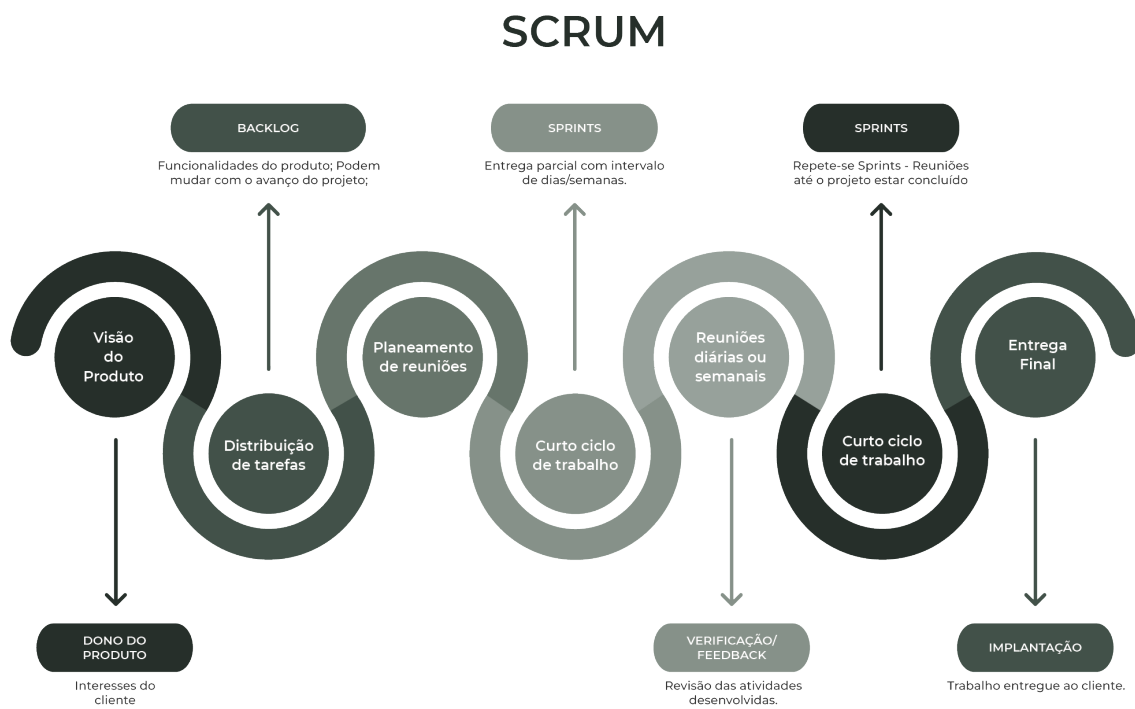 SCRUM
BACKLOG
Funcionalidades do produto; Podem
mudar com o avanço do projeto;
SPRINTS
Entrega parcial com intervalo
de dias/semanas.
SPRINTS
Repete-se Sprints - Reuniões
até o projeto estar concluído
Visão
do
Produto
Distribuição
de tarefas
Planeamento
de reuniões
Curto ciclo
de trabalho
Reuniões
diárias ou
semanais
Curto ciclo
de trabalho
Entrega
Final
DONO DO
PRODUTO
Interesses do
cliente
VERIFICAÇÃO/
FEEDBACK
Revisão das atividades
desenvolvidas.
IMPLANTAÇÃO
Trabalho entregue ao cliente.